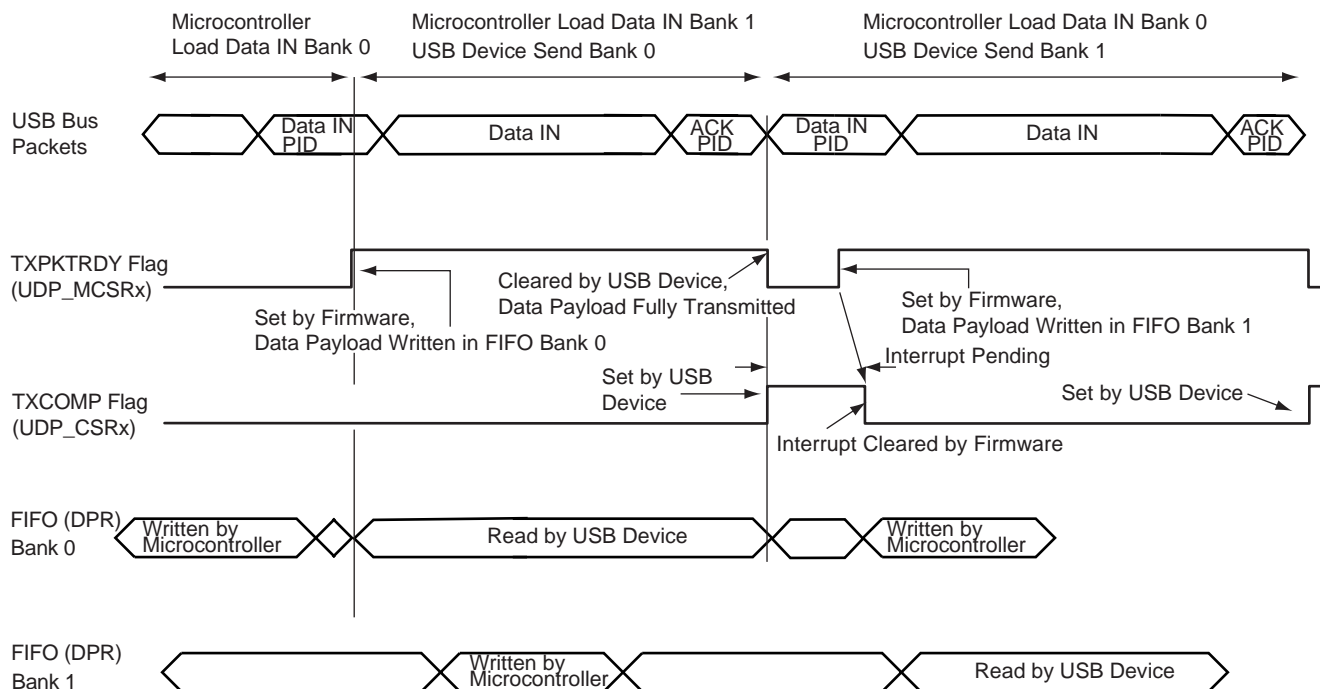 Microcontroller
Load Data IN Bank 0
Microcontroller Load Data IN Bank 1
USB Device Send Bank 0
Microcontroller Load Data IN Bank 0
USB Device Send Bank 1
USB Bus
Packets
Data IN
PID
Data IN
ACK
PID
Data IN
PID
Data IN
ACK
PID
TXPKTRDY Flag
(UDP_MCSRx)
Set by Firmware,
Data Payload Written in FIFO Bank 0
Cleared by USB Device,
Data Payload Fully Transmitted
Set by Firmware,
Data Payload Written in FIFO Bank 1
Interrupt Pending
TXCOMP Flag
(UDP_CSRx)
Set by USB
Device
Set by USB Device
Interrupt Cleared by Firmware
FIFO (DPR)
Bank 0
Written by
Microcontroller
Read by USB Device
Written by
Microcontroller
FIFO (DPR)
Bank 1
Written by
Microcontroller
Read by USB Device